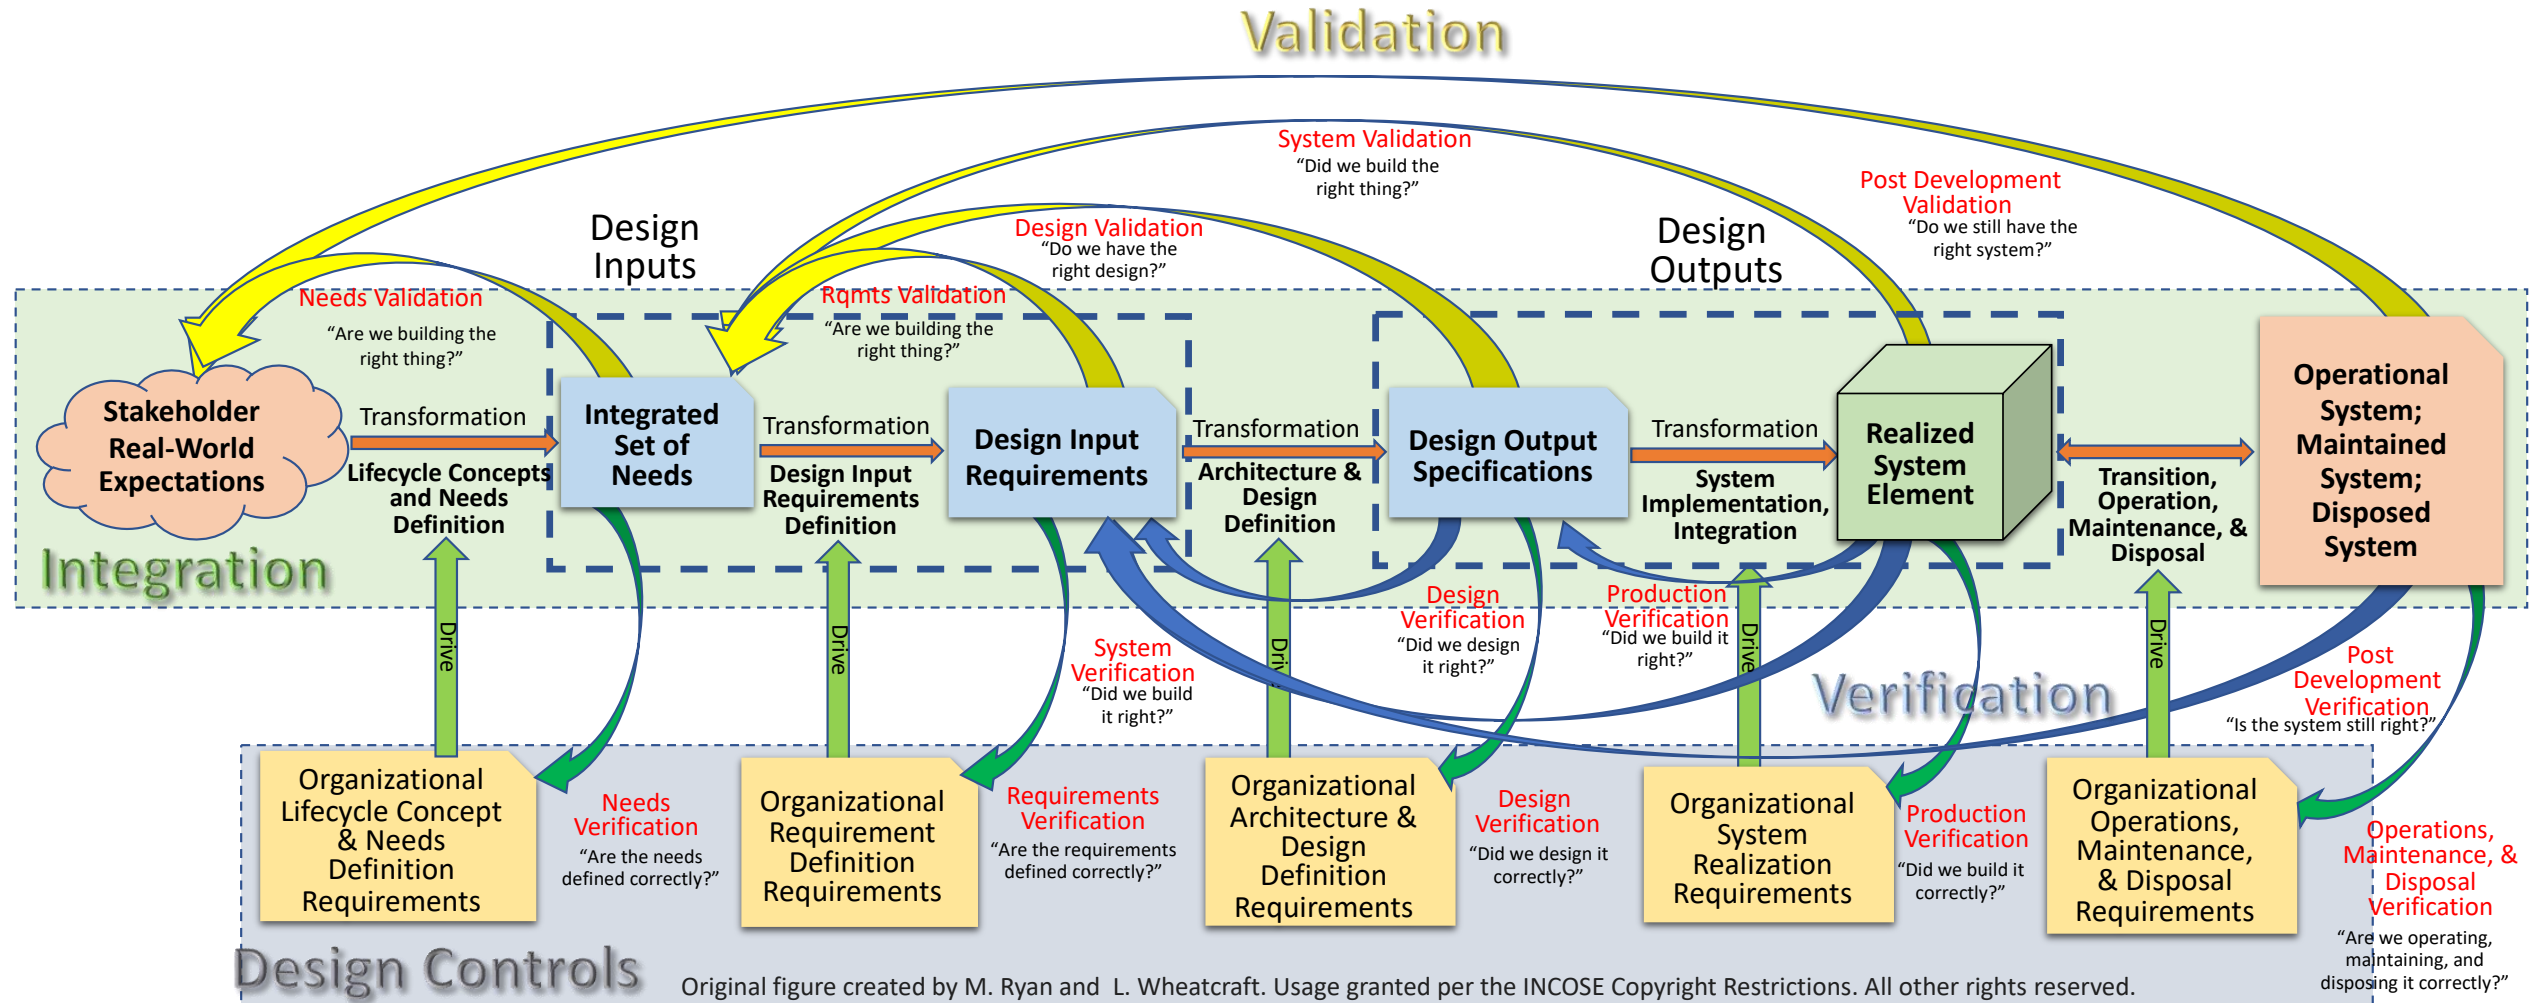 Validation
System Validation
“Did we build the
right thing?”
Post Development
Validation
“Do we still have the
right system?”
Design
Inputs
Design Validation
“Do we have the
right design?”
Design
Outputs
Needs Validation
“Are we building the
right thing?”
Rqmts Validation
“Are we building the
right thing?”
Stakeholder
Real-World
Expectations
Transformation
Lifecycle Concepts
and Needs
Definition
Integrated
Set of
Needs
Transformation
Design Input
Requirements
Definition
Design Input
Requirements
Transformation
Architecture &
Design
Definition
Design Output
Specifications
Transformation
System
Implementation,
Integration
Realized
System
Element
Transition,
Operation,
Maintenance, &
Disposal
Operational
System;
Maintained
System;
Disposed
System
Integration
Drive
Drive
Drive
Drive
Drive
System
Verification
“Did we build
it right?”
Design
Verification
“Did we design
it right?”
Production
Verification
“Did we build it
right?”
Verification
Post
Development
Verification
“Is the system still right?”
Organizational
Lifecycle Concept
& Needs
Definition
Requirements
Needs
Verification
“Are the needs
defined correctly?”
Organizational
Requirement
Definition
Requirements
Requirements
Verification
“Are the requirements
defined correctly?”
Organizational
Architecture &
Design
Definition
Requirements
Design
Verification
“Did we design it
correctly?”
Organizational
System
Realization
Requirements
Production
Verification
“Did we build it
correctly?”
Organizational
Operations,
Maintenance,
& Disposal
Requirements
Operations,
Maintenance, &
Disposal
Verification
“Are we operating,
maintaining, and
disposing it correctly?”
Design Controls
Original figure created by M. Ryan and L. Wheatcraft. Usage granted per the INCOSE Copyright Restrictions. All other rights reserved.